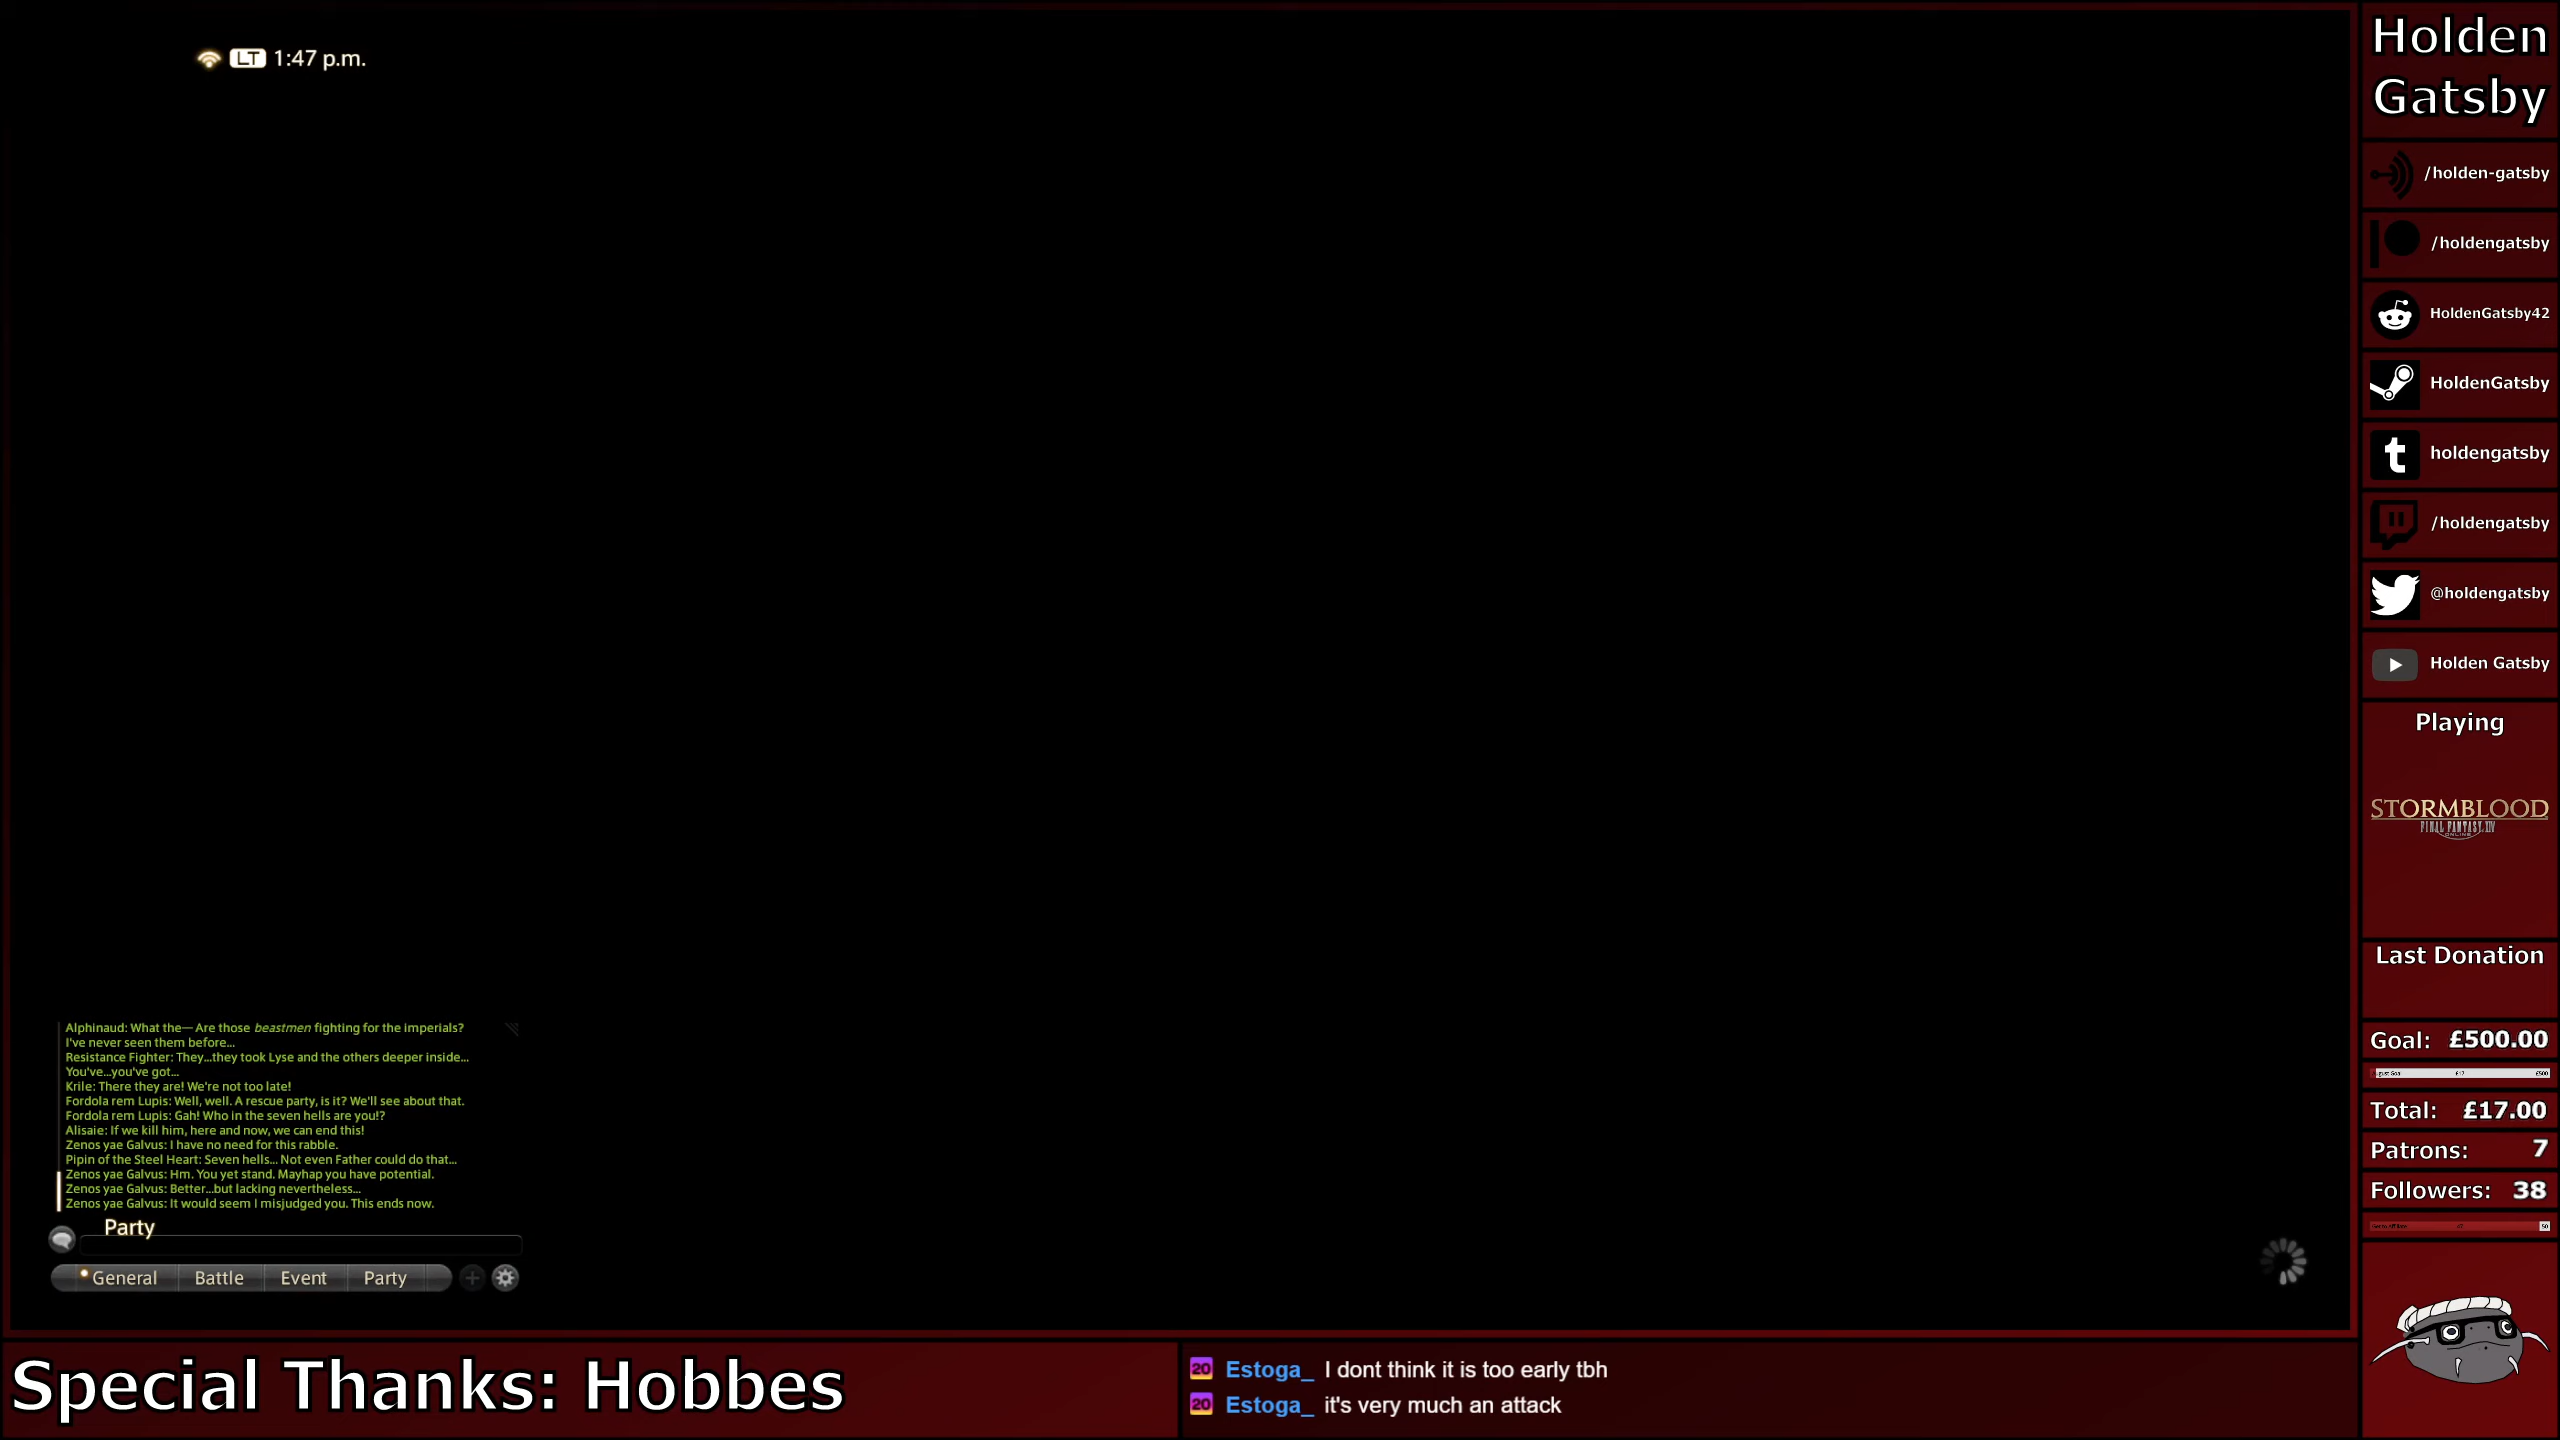 LT 1:47 p.m.
Alphinaud: What the— Are those beastmen fighting for the imperials?
I've never seen them before...
Resistance Fighter: They...they took Lyse and the others deeper inside...
You've...you've got...
Krile: There they are! We're not too late!
Fordola rem Lupis: Well, well. A rescue party, is it? We'll see about that.
Fordola rem Lupis: Gah! Who in the seven hells are you!?
Alisaie: If we kill him, here and now, we can end this!
Zenos yae Galvus: I have no need for this rabble.
Pipin of the Steel Heart: Seven hells... Not even Father could do that...
Zenos yae Galvus: Hm. You yet stand. Mayhap you have potential.
Zenos yae Galvus: Better...but lacking nevertheless...
Zenos yae Galvus: It would seem I misjudged you. This ends now.
Party
General Battle Event Party
Special Thanks: Hobbes
20 Estoga_ I dont think it is too early tbh
20 Estoga_ it's very much an attack
Holden
Gatsby
/holden-gatsby
/holdengatsby
HoldenGatsby42
HoldenGatsby
holdengatsby
/holdengatsby
@holdengatsby
Holden Gatsby
Playing
STORMBLOOD
FINAL FANTASY XIV
ONLINE
Last Donation
Goal: £500.00
£17 £500
Total: £17.00
Patrons: 7
Followers: 38
50